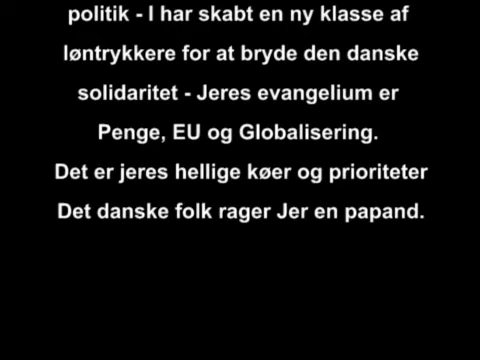 politik - I har skabt en ny klasse af
løntrykkere for at bryde den danske
solidaritet - Jeres evangelium er
Penge, EU og Globalisering.
Det er jeres hellige køer og prioriteter
Det danske folk rager Jer en papand.